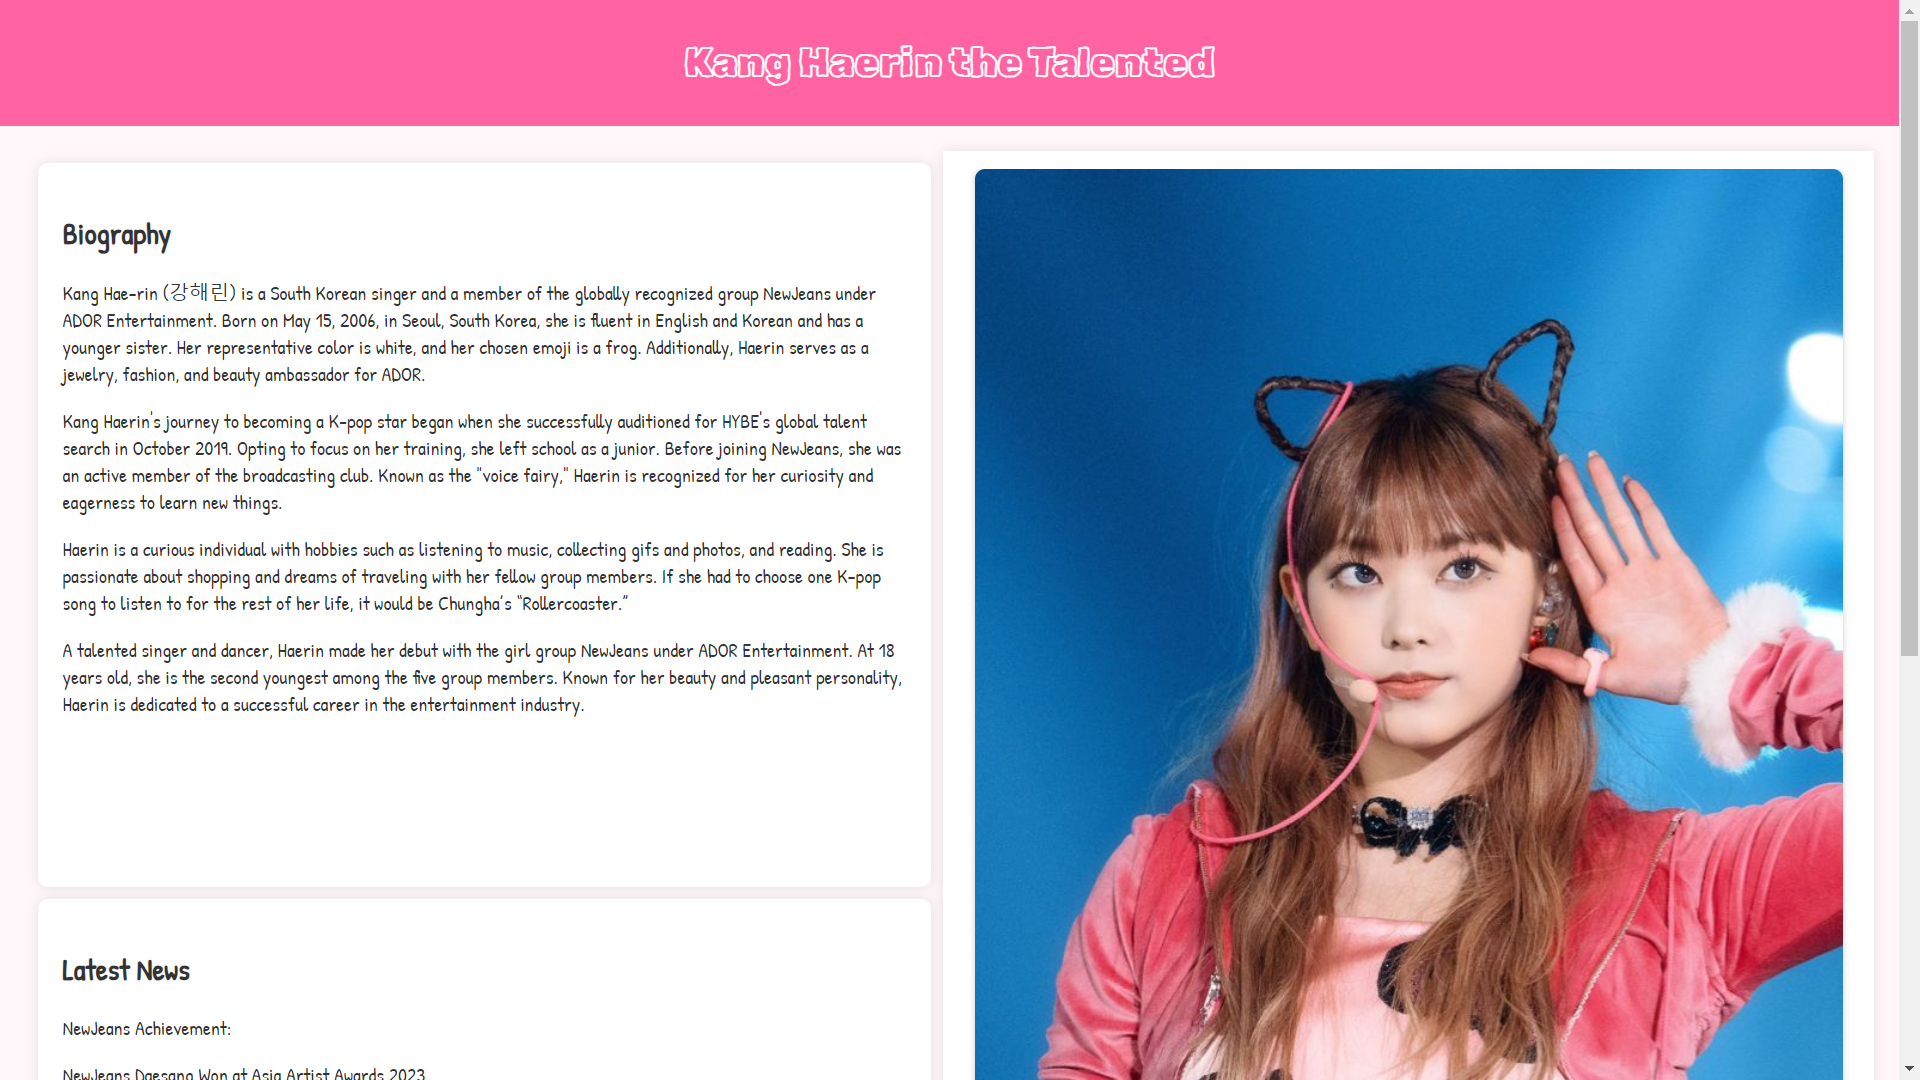 Kang Haerin the Talented
Biography
Kang Hae-rin (강해린) is a South Korean singer and a member of the globally recognized group NewJeans under
ADOR Entertainment. Born on May 15, 2006, in Seoul, South Korea, she is fluent in English and Korean and has a
younger sister. Her representative color is white, and her chosen emoji is a frog. Additionally, Haerin serves as a
jewelry, fashion, and beauty ambassador for ADOR.
Kang Haerin's journey to becoming a K-pop star began when she successfully auditioned for HYBE's global talent
search in October 2019. Opting to focus on her training, she left school as a junior. Before joining NewJeans, she was
an active member of the broadcasting club. Known as the "voice fairy," Haerin is recognized for her curiosity and
eagerness to learn new things.
Haerin is a curious individual with hobbies such as listening to music, collecting gifs and photos, and reading. She is
passionate about shopping and dreams of traveling with her fellow group members. If she had to choose one K-pop
song to listen to for the rest of her life, it would be Chungha’s “Rollercoaster.”
A talented singer and dancer, Haerin made her debut with the girl group NewJeans under ADOR Entertainment. At 18
years old, she is the second youngest among the five group members. Known for her beauty and pleasant personality,
Haerin is dedicated to a successful career in the entertainment industry.
Latest News
NewJeans Achievement:
NewJeans Daesang Won at Asia Artist Awards 2023